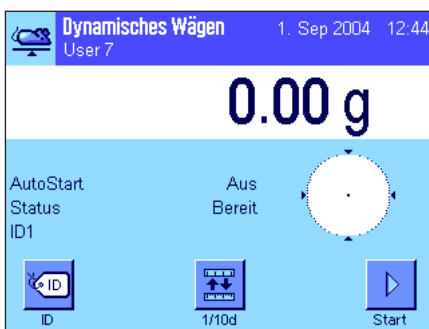 Dynamisches Wägen 1. Sep 2004 12:44
User 7
0.00 g
AutoStart Aus
Status Bereit
ID1
ID
ID 1/10d Start